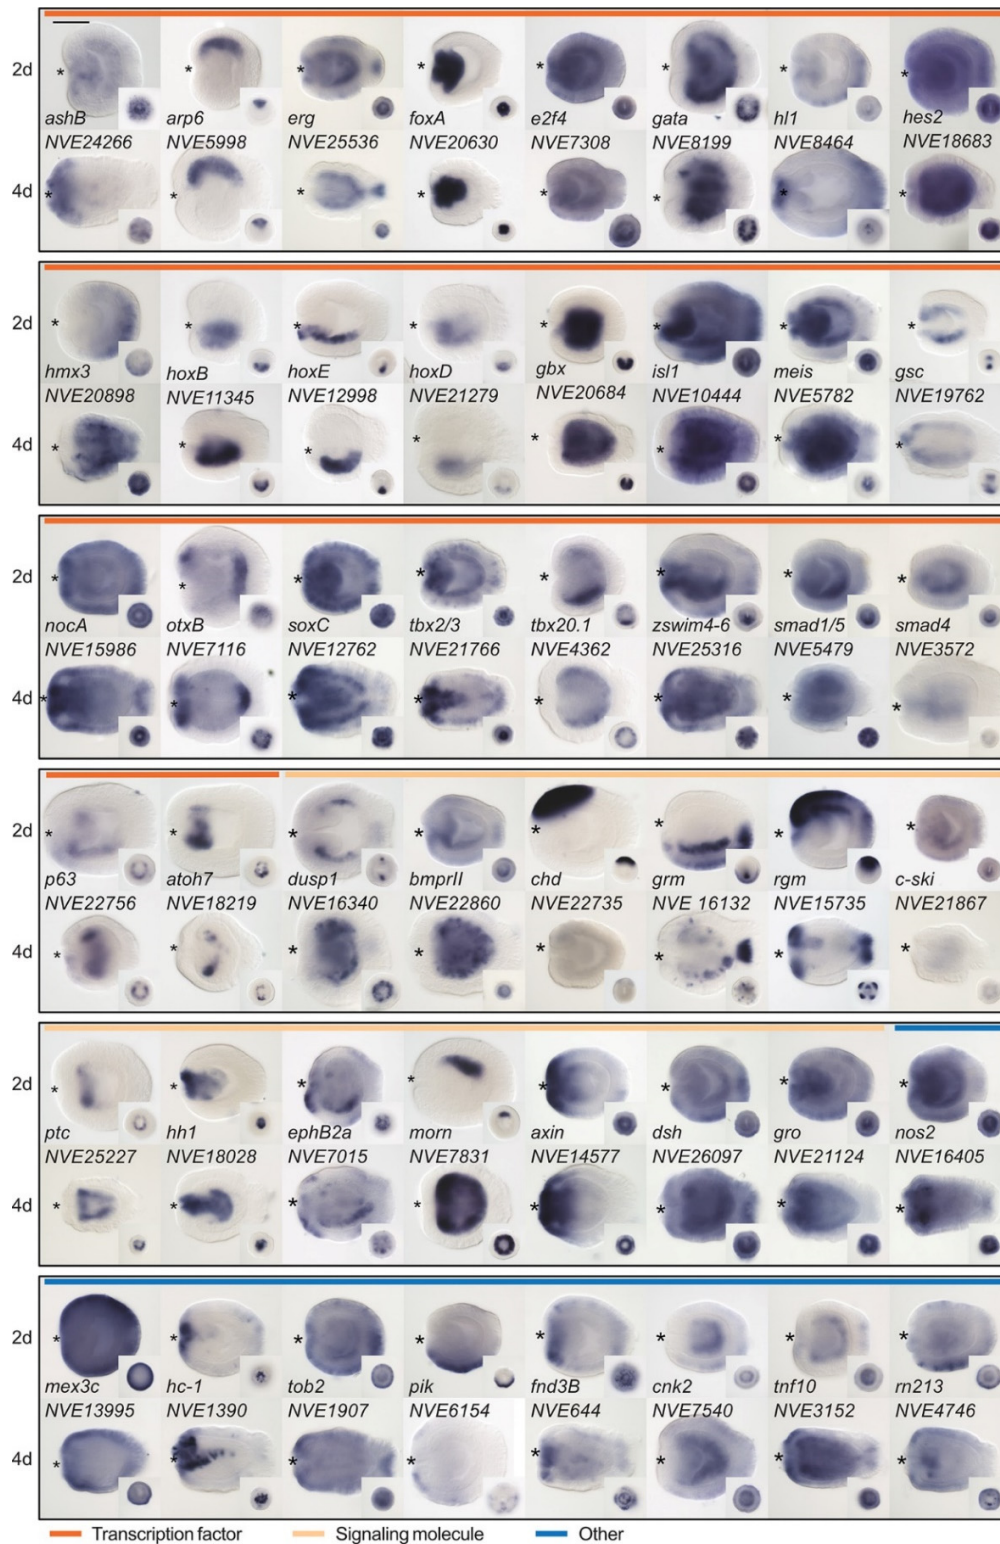 2d
* * * * * * * *
ashB arp6 erg foxA e2f4 gata hl1 hes2
NVE24266 NVE5998 NVE25536 NVE20630 NVE7308 NVE8199 NVE8464 NVE18683
4d
* * * * * * * *
2d
* * * * * * * *
hmx3 hoxB hoxE hoxD gbx isl1 meis gsc
NVE20898 NVE11345 NVE12998 NVE21279 NVE20684 NVE10444 NVE5782 NVE19762
4d
* * * * * * * *
2d
* * * * * * * *
nocA otxB soxC tbx2/3 tbx20.1 zswim4-6 smad1/5 smad4
NVE15986 NVE7116 NVE12762 NVE21766 NVE4362 NVE25316 NVE5479 NVE3572
4d
* * * * * * * *
2d
* * * * * * * *
p63 atoh7 dusp1 bmprII chd grm rgm c-ski
NVE22756 NVE18219 NVE16340 NVE22860 NVE22735 NVE 16132 NVE15735 NVE21867
4d
* * * * * * * *
2d
* * * * * * * *
ptc hh1 ephB2a morn axin dsh gro nos2
NVE25227 NVE18028 NVE7015 NVE7831 NVE14577 NVE26097 NVE21124 NVE16405
4d
* * * * * * * *
2d
* * * * * * * *
mex3c hc-1 tob2 pik fnd3B cnk2 tnf10 rn213
NVE13995 NVE1390 NVE1907 NVE6154 NVE644 NVE7540 NVE3152 NVE4746
4d
* * * * * * * *
Transcription factor Signaling molecule Other